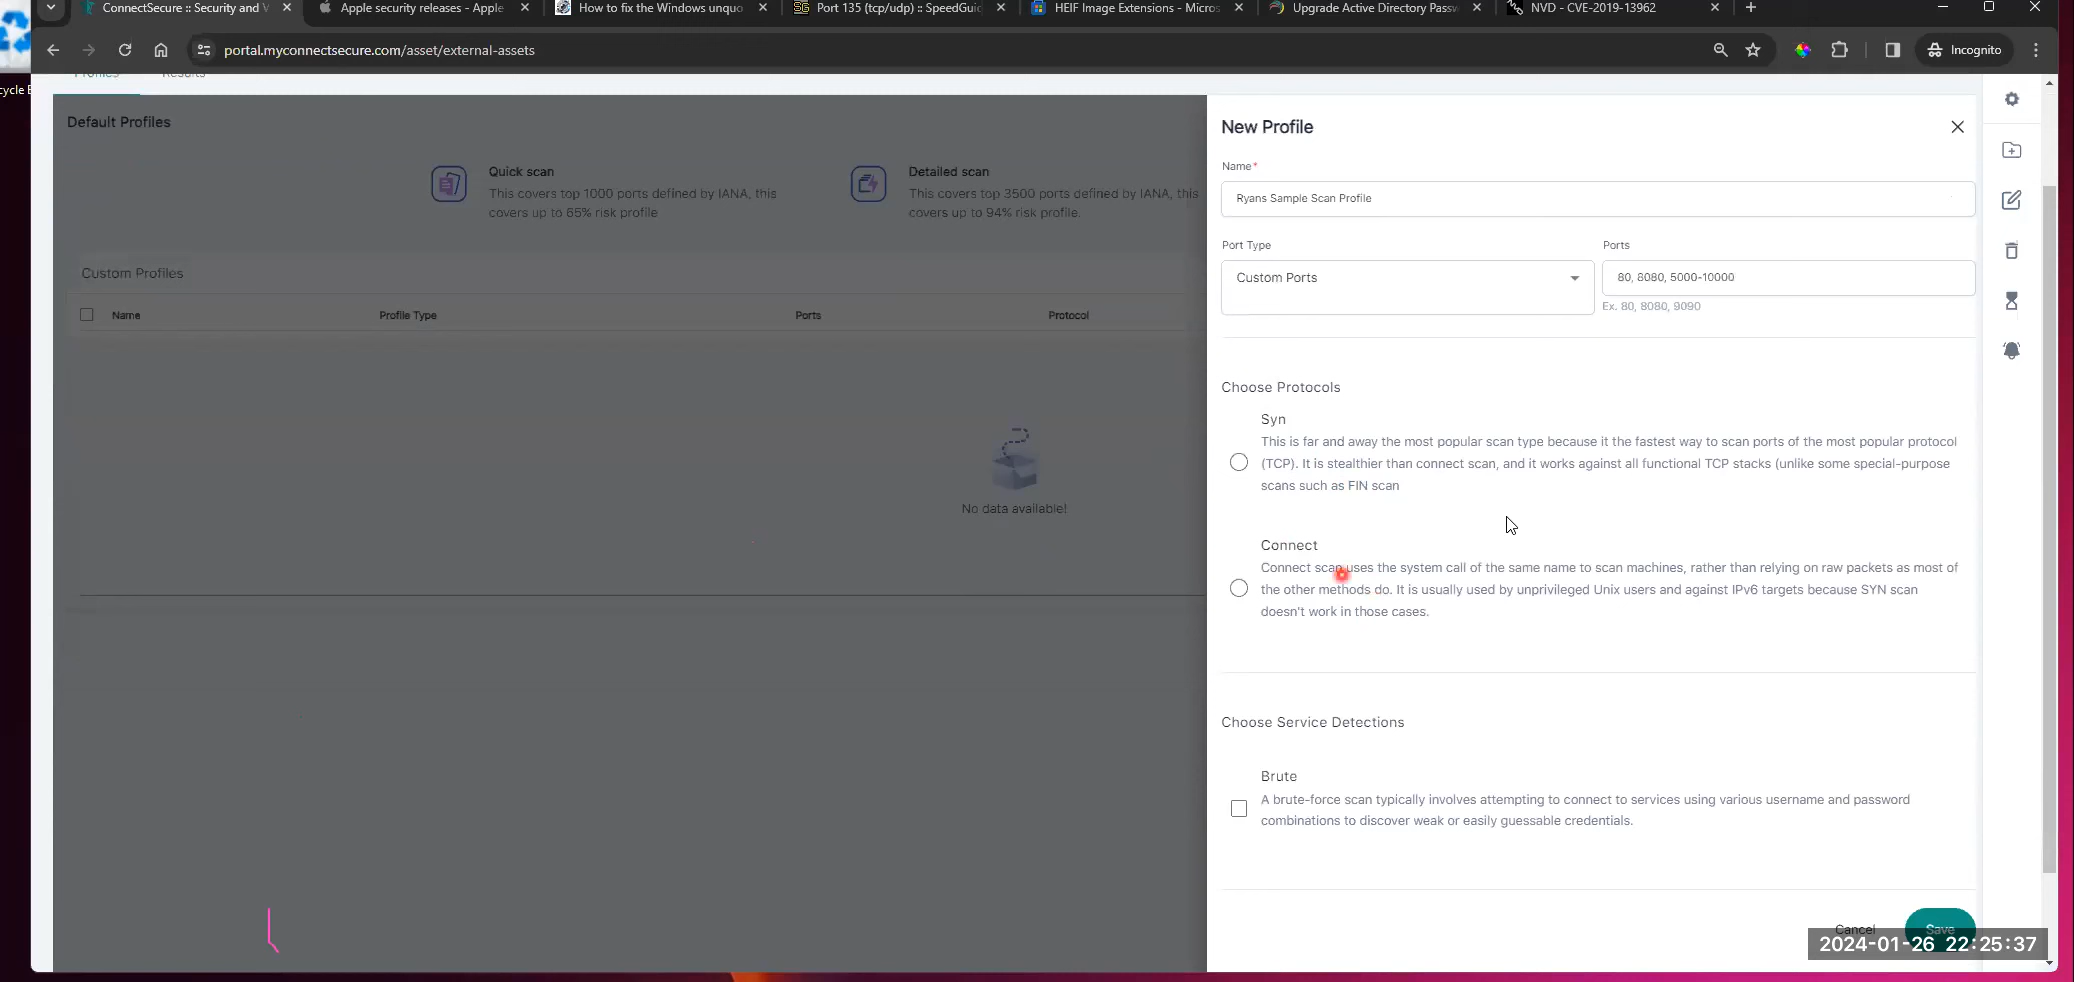 ConnectSecure :: Security and V
Apple security releases - Apple
How to fix the Windows unquo
SG
Port 135 (tcp/udp) :: SpeedGuid
HEIF Image Extensions - Micros
Upgrade Active Directory Passw
NVD - CVE-2019-13962
portal.myconnectsecure.com/asset/external-assets
Incognito
Profiles
Results
cycle B
Default Profiles
Quick scan
This covers top 1000 ports defined by IANA, this
covers up to 65% risk profile
Detailed scan
This covers top 3500 ports defined by IANA, this
covers up to 94% risk profile.
Custom Profiles
Name
Profile Type
Ports
Protocol
No data available!
New Profile
Name*
Ryans Sample Scan Profile
Port Type
Ports
Custom Ports
80, 8080, 5000-10000
Ex. 80, 8080, 9090
Choose Protocols
Syn
This is far and away the most popular scan type because it the fastest way to scan ports of the most popular protocol
(TCP). It is stealthier than connect scan, and it works against all functional TCP stacks (unlike some special-purpose
scans such as FIN scan
Connect
Connect scan uses the system call of the same name to scan machines, rather than relying on raw packets as most of
the other methods do. It is usually used by unprivileged Unix users and against IPv6 targets because SYN scan
doesn't work in those cases.
Choose Service Detections
Brute
A brute-force scan typically involves attempting to connect to services using various username and password
combinations to discover weak or easily guessable credentials.
Cancel
Save
2024-01-26 22:25:37